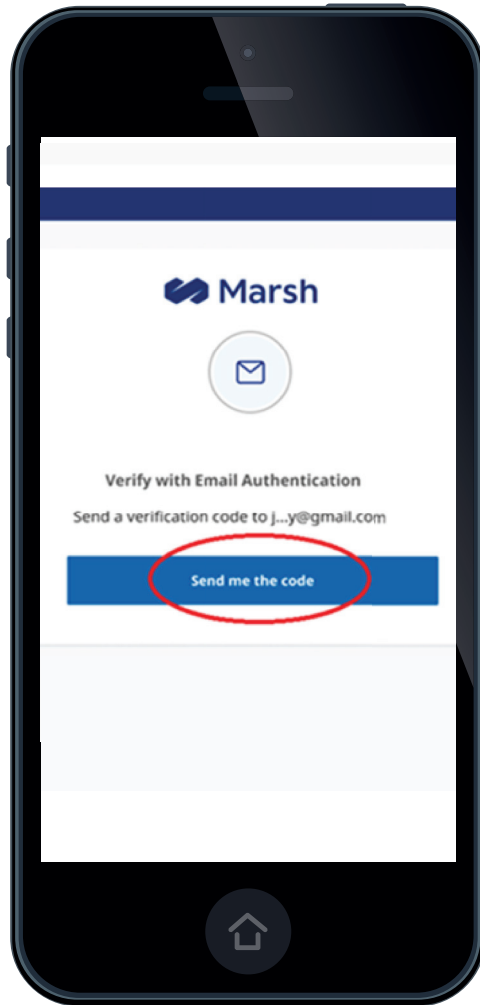 Marsh
Verify with Email Authentication
Send a verification code to j...y@gmail.com
Send me the code